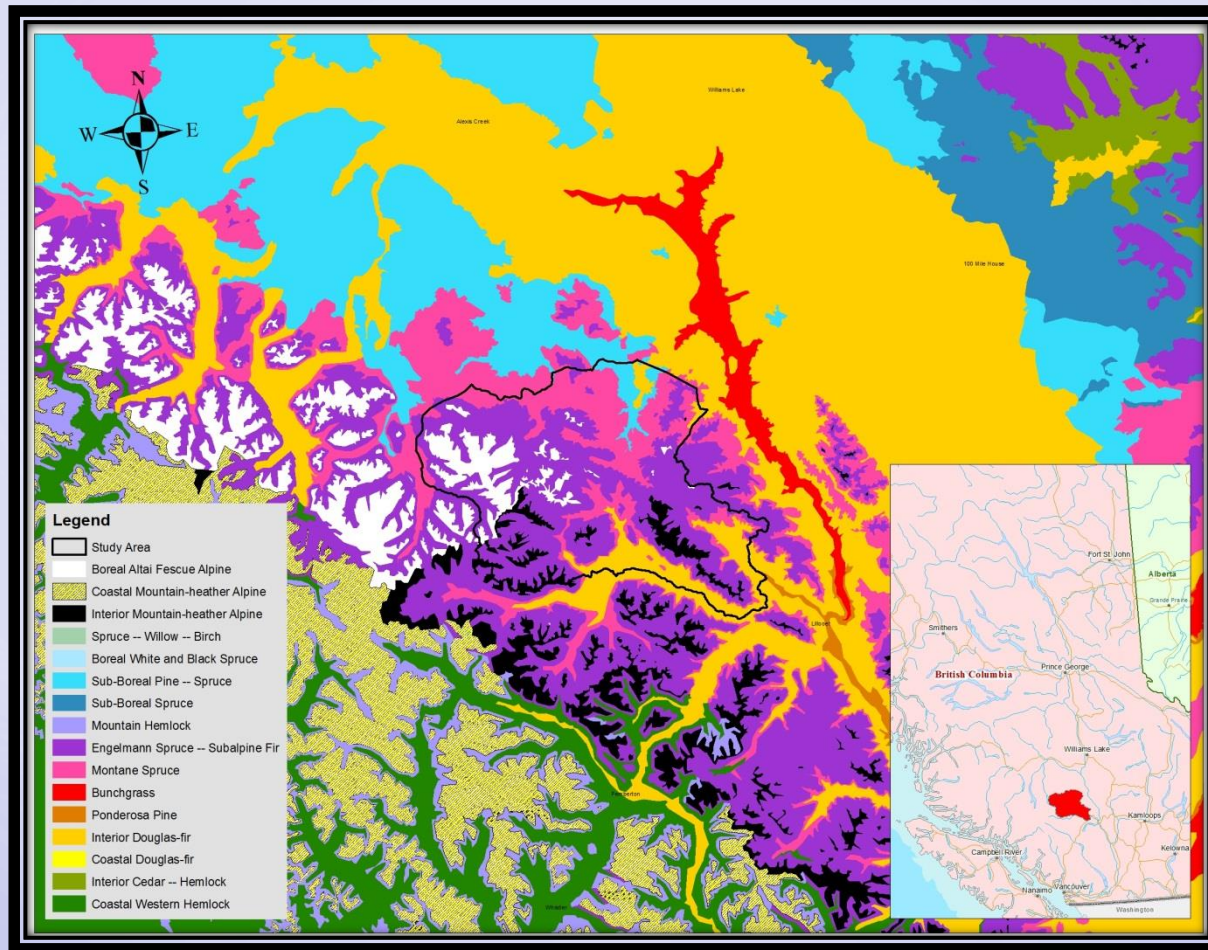 N
W
E
S
Williams Lake
Alexis Creek
100 Mile House
Lillooet
Pemberton
Whistler
Legend
Study Area
Boreal Altai Fescue Alpine
Coastal Mountain-heather Alpine
Interior Mountain-heather Alpine
Spruce -- Willow -- Birch
Boreal White and Black Spruce
Sub-Boreal Pine -- Spruce
Sub-Boreal Spruce
Mountain Hemlock
Engelmann Spruce -- Subalpine Fir
Montane Spruce
Bunchgrass
Ponderosa Pine
Interior Douglas-fir
Coastal Douglas-fir
Interior Cedar -- Hemlock
Coastal Western Hemlock
Fort St. John
Alberta
Grande Prairie
Smithers
Prince George
British Columbia
Williams Lake
Kamloops
Kelowna
Campbell River
Nanaimo
Vancouver
Washington